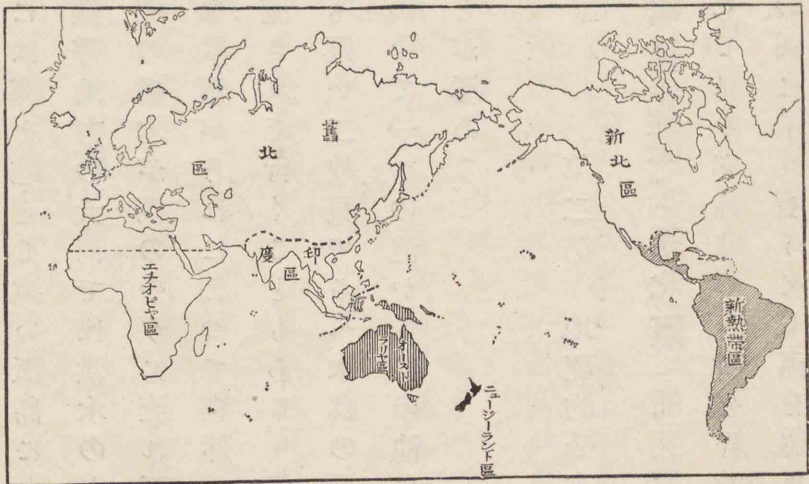 舊北區
新北區
印度區
エチオピヤ區
新熱帶區
オースト
ラリヤ區
ニュージーランド區